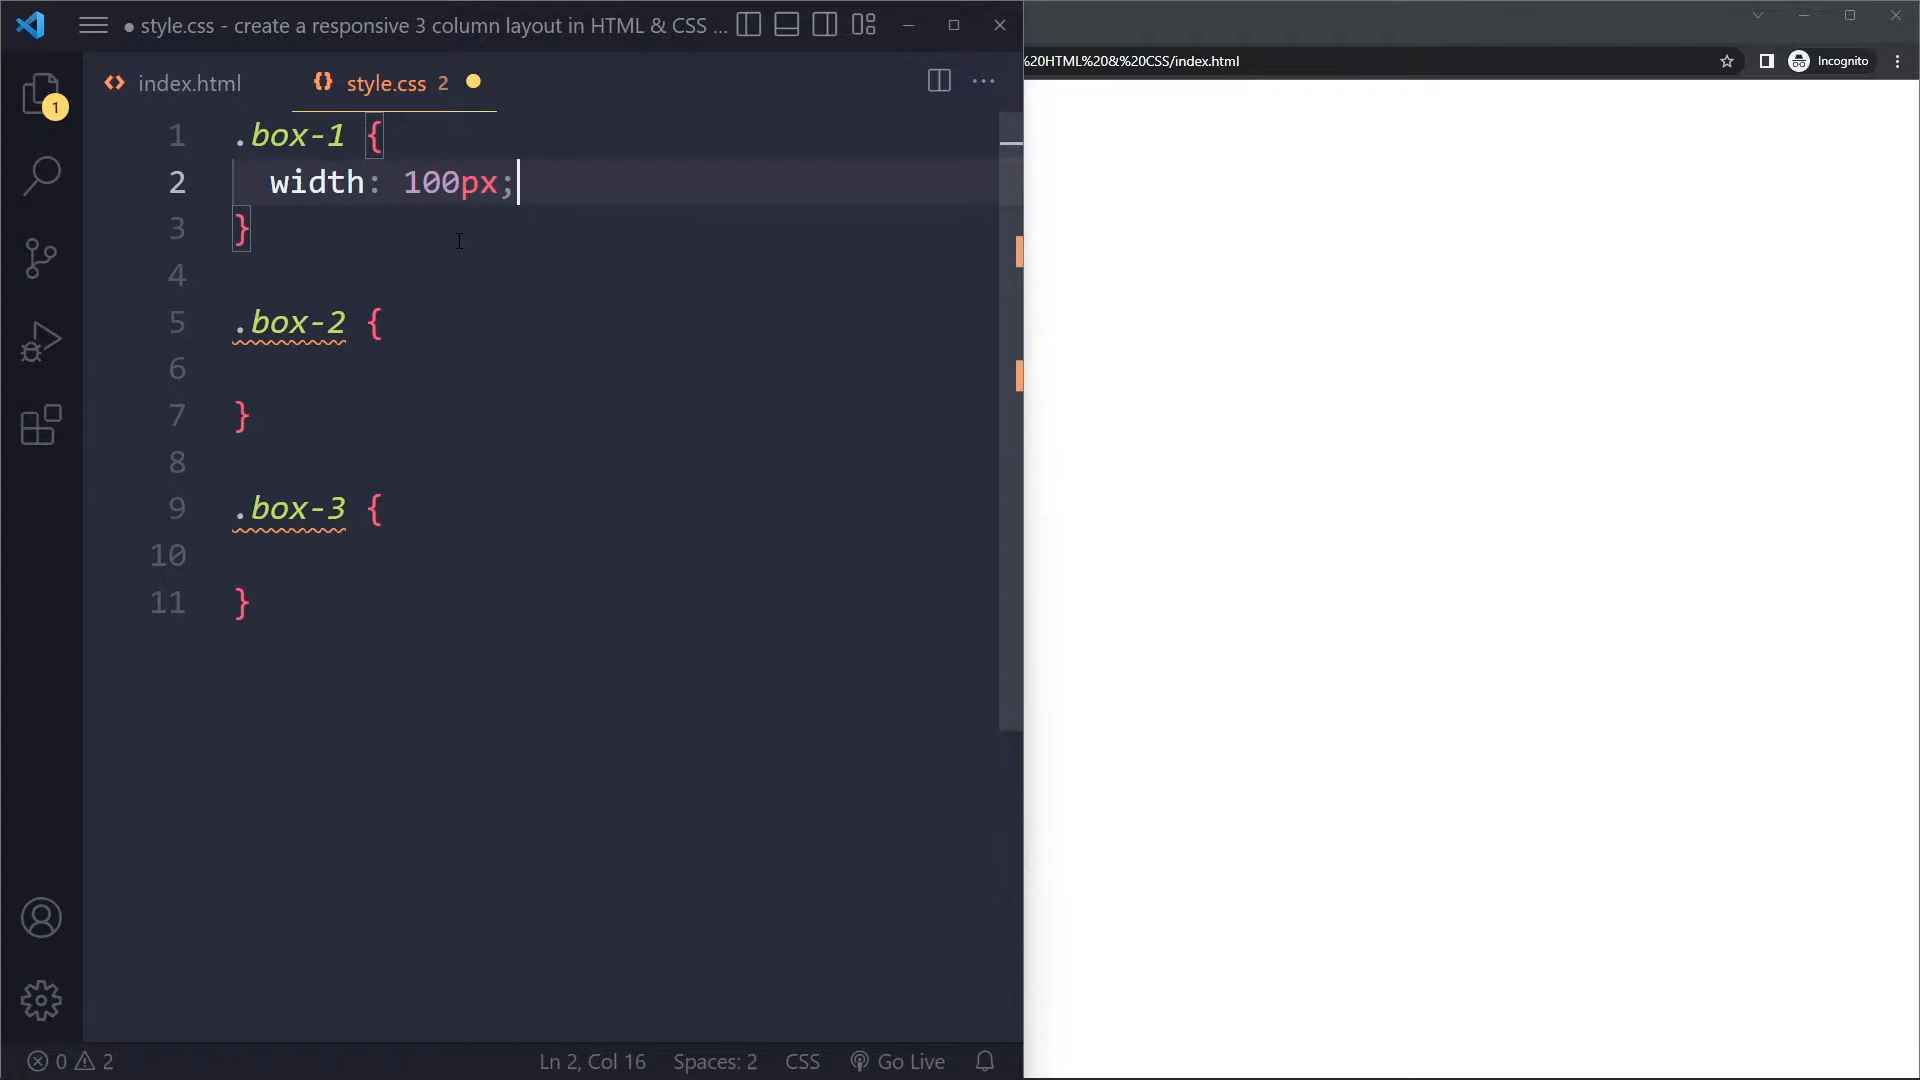 ● style.css - create a responsive 3 column layout in HTML & CSS ...
%20HTML%20&%20CSS/index.html
Incognito
1
index.html
style.css 2
1 .box-1 {
2 width: 100px;
3 }
4
5 .box-2 {
6
7 }
8
9 .box-3 {
10
11 }
0 2
Ln 2, Col 16 Spaces: 2 CSS Go Live